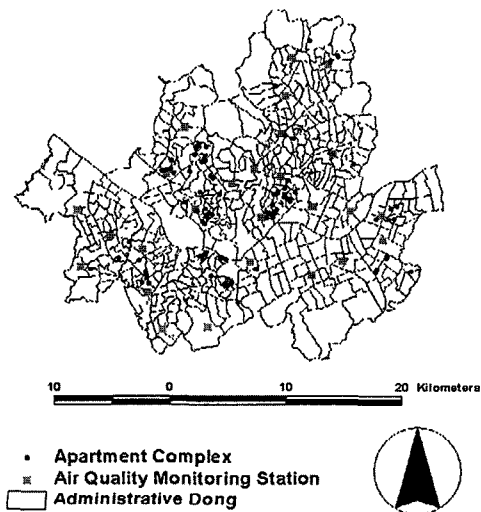 10 0 10 20 Kilometers
Apartment Complex
Air Quality Monitoring Station
Administrative Dong